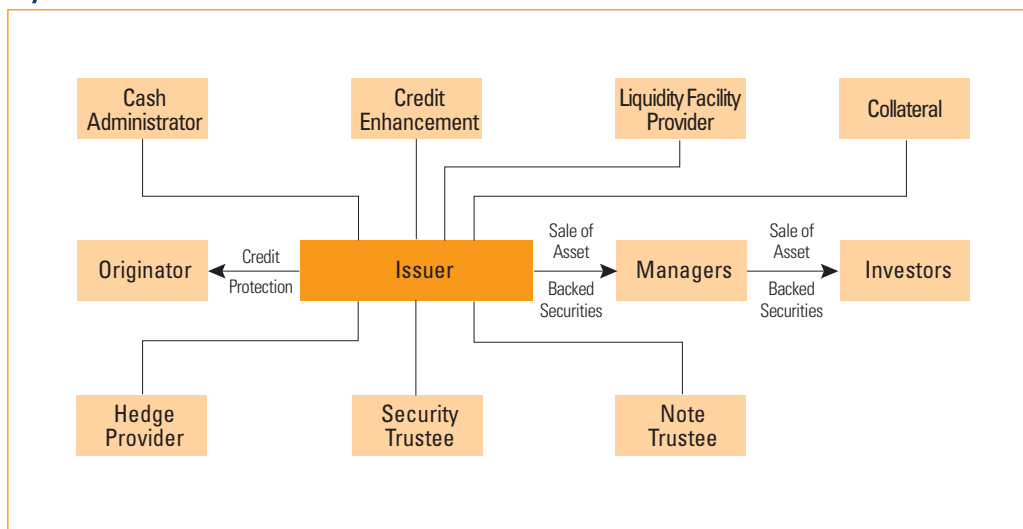 Cash
Administrator
Credit
Enhancement
Liquidity Facility
Provider
Collateral
Originator
Credit
Protection
Issuer
Sale of
Asset
Backed
Securities
Managers
Sale of
Asset
Backed
Securities
Investors
Hedge
Provider
Security
Trustee
Note
Trustee